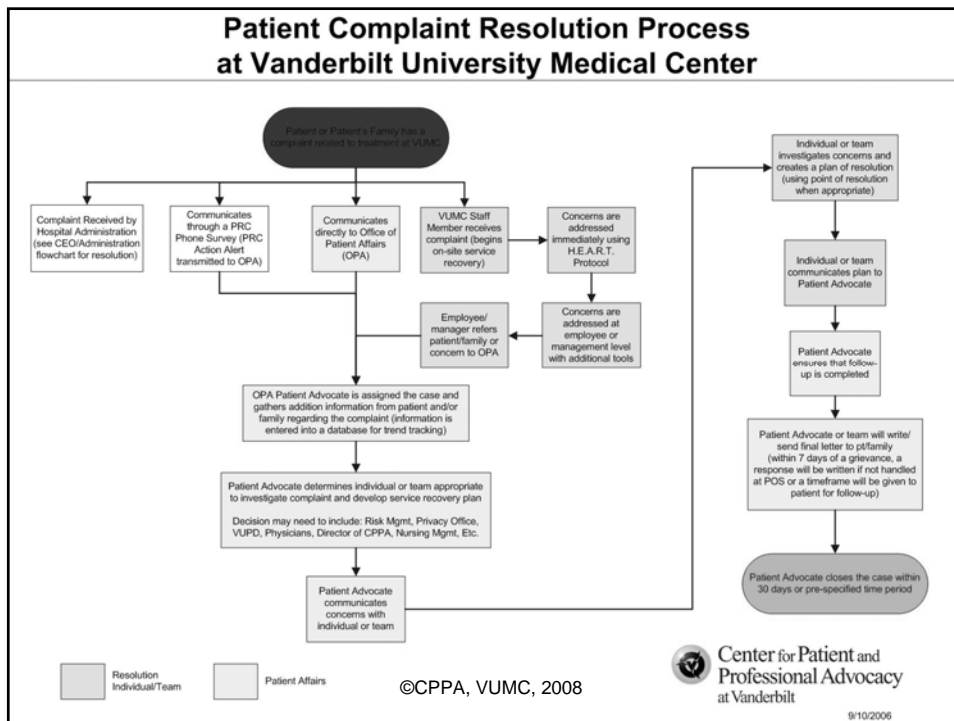 Patient Complaint Resolution Process
at Vanderbilt University Medical Center
Patient or Patient's Family has a
complaint related to treatment at VUMC
Complaint Received by
Hospital Administration
(see CEO/Administration
flowchart for resolution)
Communicates
through a PRC
Phone Survey (PRC
Action Alert
transmitted to OPA)
Communicates
directly to Office of
Patient Affairs
(OPA)
VUMC Staff
Member receives
complaint (begins
on-site service
recovery)
Concerns are
addressed
immediately using
H.E.A.R.T.
Protocol
Concerns are
addressed at
employee or
management level
with additional tools
Employee/
manager refers
patient/family or
concern to OPA
OPA Patient Advocate is assigned the case and
gathers addition information from patient and/or
family regarding the complaint (information is
entered into a database for trend tracking)
Patient Advocate determines individual or team appropriate
to investigate complaint and develop service recovery plan
Decision may need to include: Risk Mgmt, Privacy Office,
VUPD, Physicians, Director of CPPA, Nursing Mgmt, Etc.
Patient Advocate
communicates
concerns with
individual or team
Individual or team
investigates concerns and
creates a plan of resolution
(using point of resolution
when appropriate)
Individual or team
communicates plan to
Patient Advocate
Patient Advocate
ensures that follow-
up is completed
Patient Advocate or team will write/
send final letter to pt/family
(within 7 days of a grievance, a
response will be written if not handled
at POS or a timeframe will be given to
patient for follow-up)
Patient Advocate closes the case within
30 days or pre-specified time period
Resolution
Individual/Team
Patient Affairs
©CPPA, VUMC, 2008
Center for Patient and
Professional Advocacy
at Vanderbilt
9/10/2006